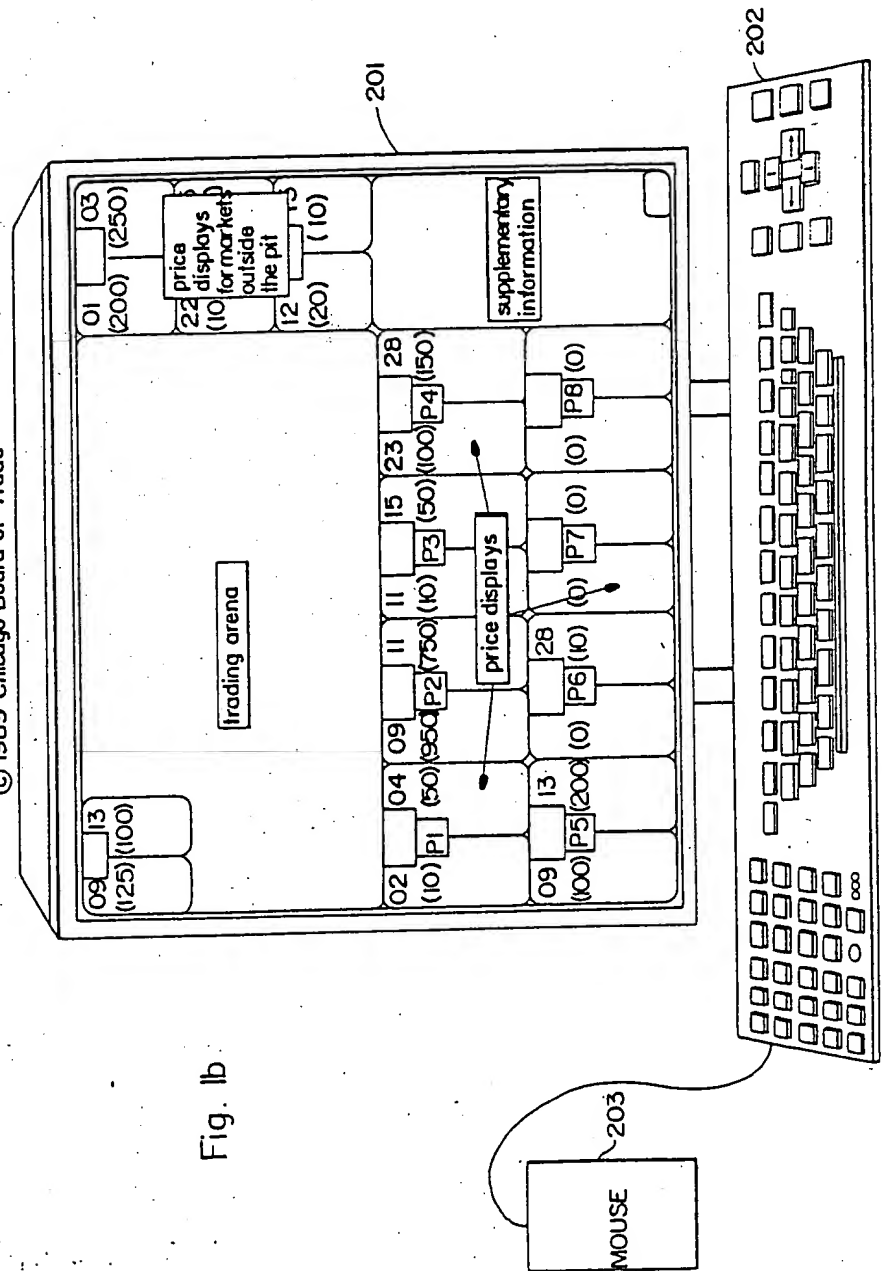 © 1989 Chicago Board of Trade
201
202
203
MOUSE
Fig. 1b
trading arena
09 13
(125) (100)
01 03
(200) (250)
price
displays
for markets
outside
the pit
22
(10
12 13
(20) (10)
supplementary
information
02 04
(10) P1 (50)
09 11
(950) P2 (750)
11 15
(10) P3 (50)
23 28
(100) P4 (150)
price displays
09 13
(100) P5 (200)
28
(0) P6 (10)
(0) P7 (0)
(0) P8 (0)